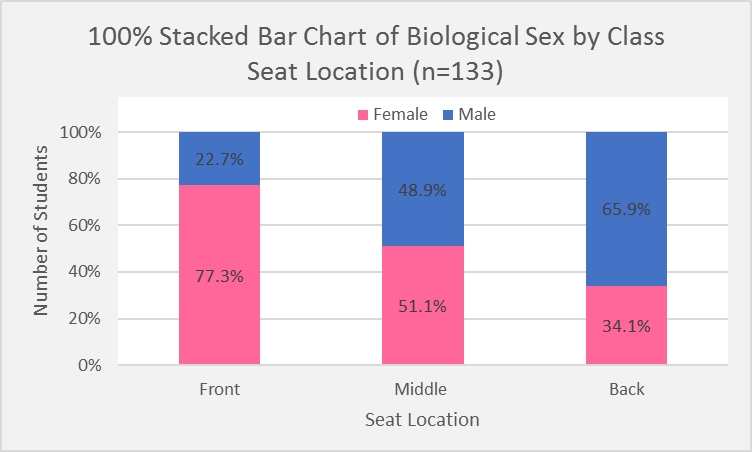 100% Stacked Bar Chart of Biological Sex by Class
Seat Location (n=133)
Female Male
Number of Students
100%
80%
60%
40%
20%
0%
22.7%
77.3%
48.9%
51.1%
65.9%
34.1%
Front Middle Back
Seat Location